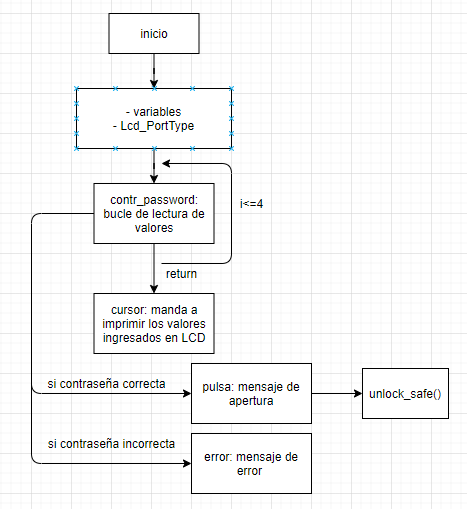 inicio
- variables
- Lcd_PortType
contr_password:
bucle de lectura de
valores
i<=4
return
cursor: manda a
imprimir los valores
ingresados en LCD
si contraseña correcta
pulsa: mensaje de
apertura
unlock_safe()
si contraseña incorrecta
error: mensaje de
error